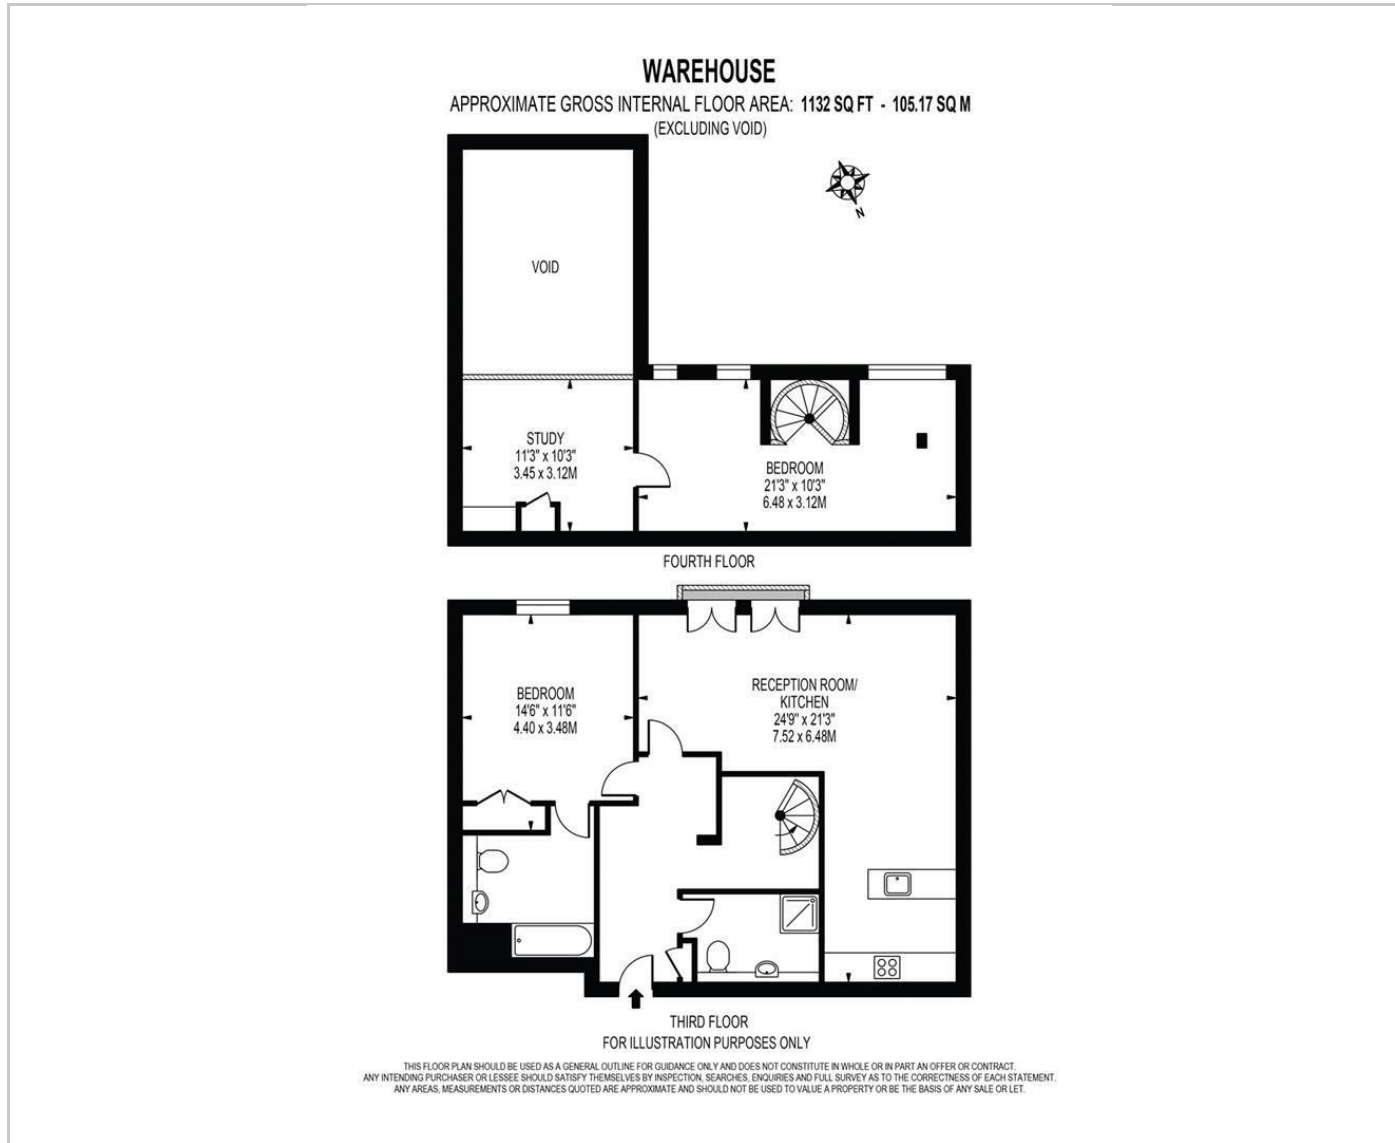 WAREHOUSE
APPROXIMATE GROSS INTERNAL FLOOR AREA: 1132 SQ FT - 105.17 SQ M
(EXCLUDING VOID)
N
VOID
STUDY
11'3" x 10'3"
3.45 x 3.12M
BEDROOM
21'3" x 10'3"
6.48 x 3.12M
FOURTH FLOOR
BEDROOM
14'6" x 11'6"
4.40 x 3.48M
RECEPTION ROOM/
KITCHEN
24'9" x 21'3"
7.52 x 6.48M
THIRD FLOOR
FOR ILLUSTRATION PURPOSES ONLY
THIS FLOOR PLAN SHOULD BE USED AS A GENERAL OUTLINE FOR GUIDANCE ONLY AND DOES NOT CONSTITUTE IN WHOLE OR IN PART AN OFFER OR CONTRACT.
ANY INTENDING PURCHASER OR LESSEE SHOULD SATISFY THEMSELVES BY INSPECTION, SEARCHES, ENQUIRIES AND FULL SURVEY AS TO THE CORRECTNESS OF EACH STATEMENT.
ANY AREAS, MEASUREMENTS OR DISTANCES QUOTED ARE APPROXIMATE AND SHOULD NOT BE USED TO VALUE A PROPERTY OR BE THE BASIS OF ANY SALE OR LET.